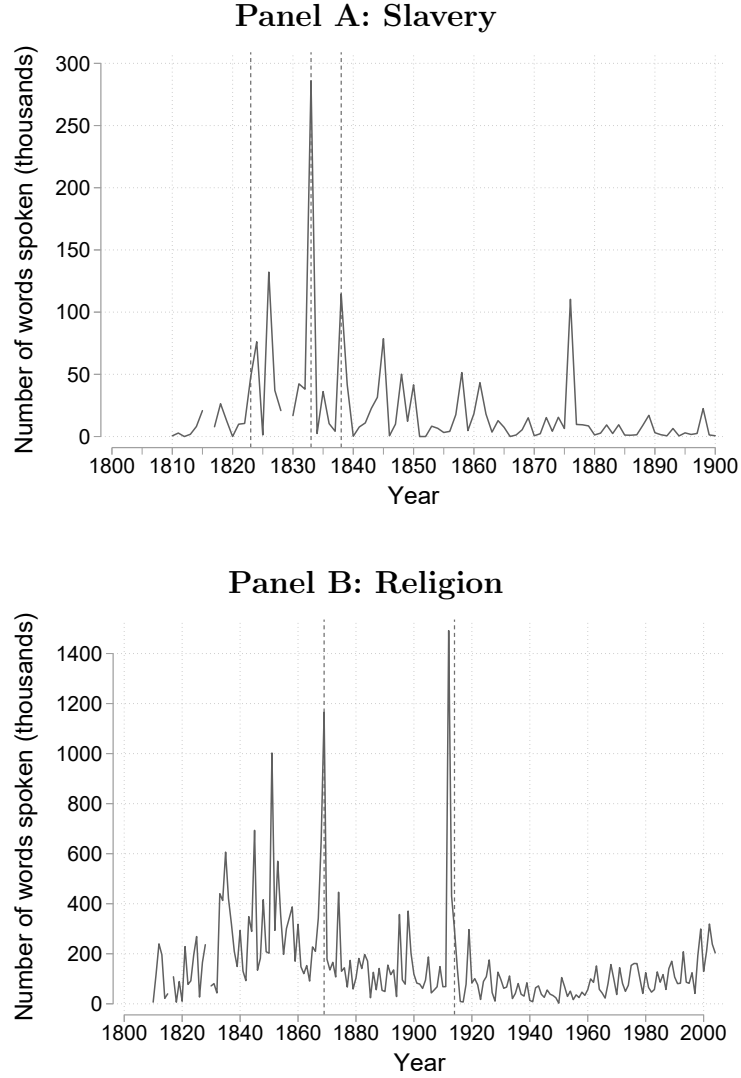 Panel A: Slavery
Number of words spoken (thousands)
300
250
200
150
100
50
0
1800 1810 1820 1830 1840 1850 1860 1870 1880 1890 1900
Year
Panel B: Religion
Number of words spoken (thousands)
1400
1200
1000
800
600
400
200
0
1800 1820 1840 1860 1880 1900 1920 1940 1960 1980 2000
Year